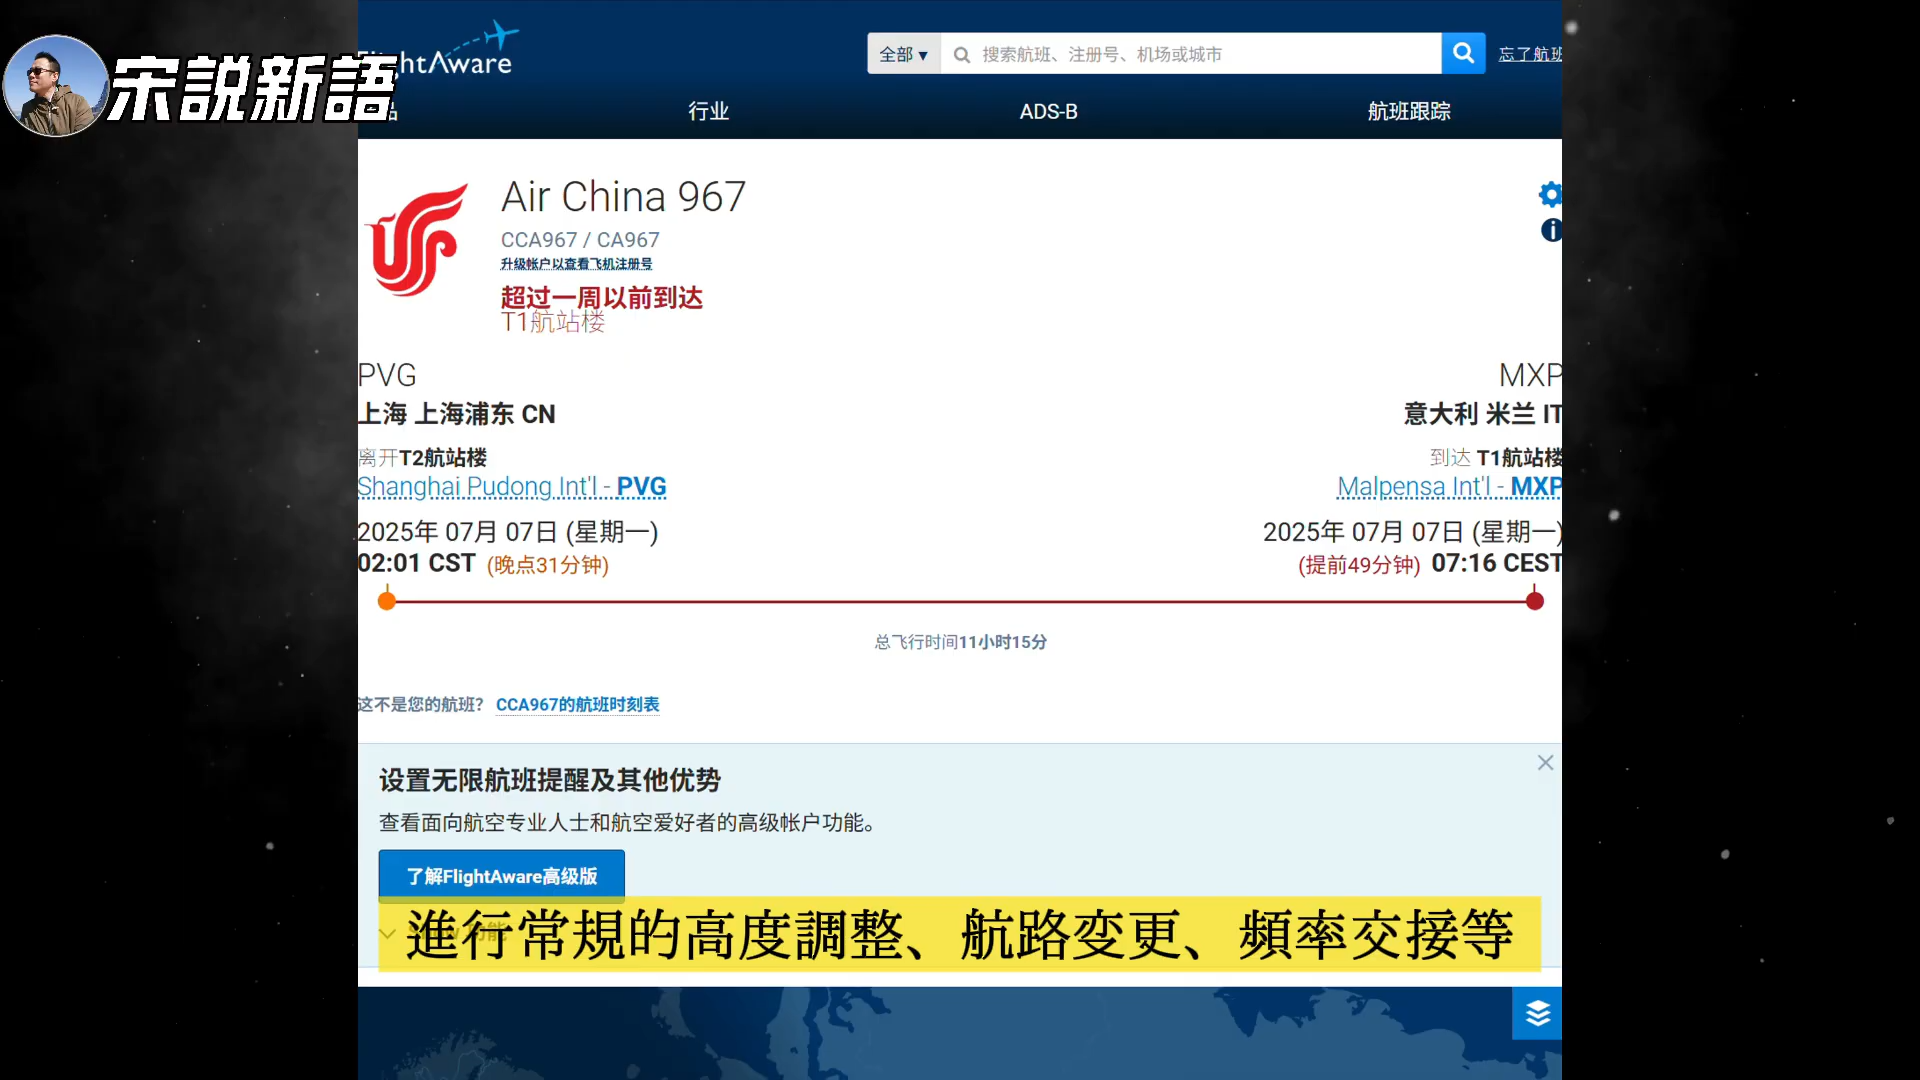 宋説新語
FlightAware
全部 ▾
搜索航班、注册号、机场或城市
忘了航班
品
行业
ADS-B
航班跟踪
Air China 967
CCA967 / CA967
升级帐户以查看飞机注册号
超过一周以前到达
T1航站楼
PVG
上海 上海浦东 CN
离开T2航站楼
Shanghai Pudong Int'l - PVG
2025年 07月 07日 (星期一)
02:01 CST (晚点31分钟)
MXP
意大利 米兰 IT
到达 T1航站楼
Malpensa Int'l - MXP
2025年 07月 07日 (星期一)
(提前49分钟) 07:16 CEST
总飞行时间11小时15分
这不是您的航班? CCA967的航班时刻表
设置无限航班提醒及其他优势
查看面向航空专业人士和航空爱好者的高级帐户功能。
了解FlightAware高级版
進行常規的高度調整、航路变更、頻率交接等